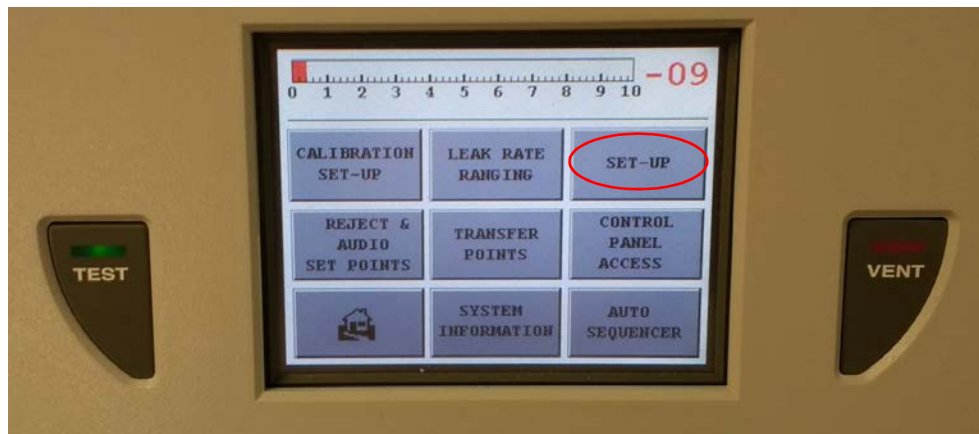 -09
0 1 2 3 4 5 6 7 8 9 10
CALIBRATION
SET-UP
LEAK RATE
RANGING
SET-UP
REJECT &
AUDIO
SET POINTS
TRANSFER
POINTS
CONTROL
PANEL
ACCESS
SYSTEM
INFORMATION
AUTO
SEQUENCER
TEST
VENT